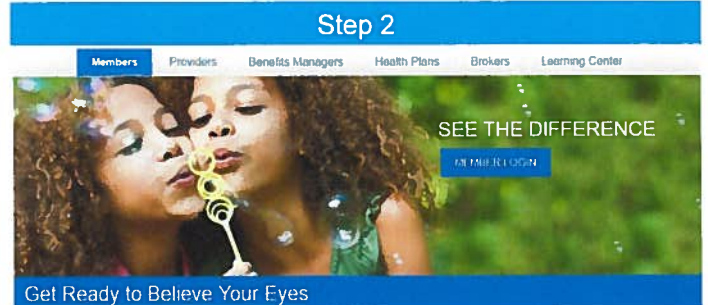 Step 2
Members Providers Benefits Managers Health Plans Brokers Learning Center
SEE THE DIFFERENCE
MEMBER LOGIN
Get Ready to Believe Your Eyes